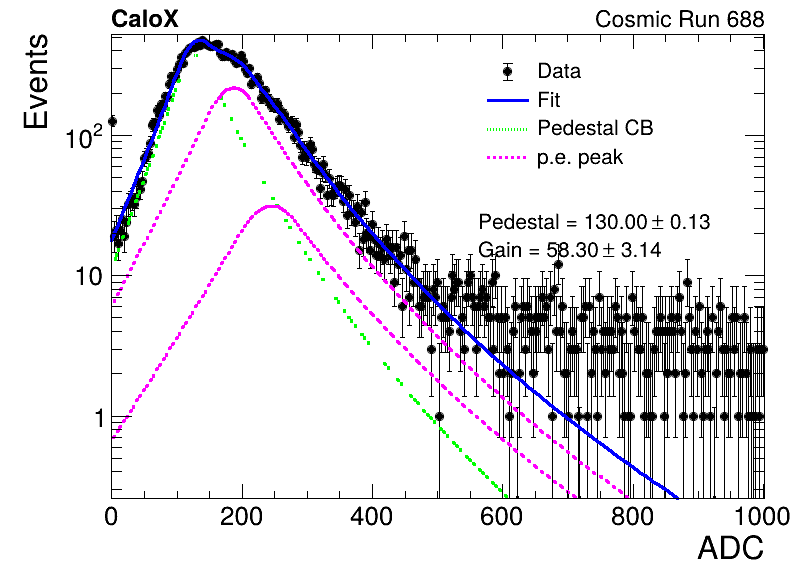 CaloX Cosmic Run 688
Events
Data
Fit
Pedestal CB
p.e. peak
Pedestal = 130.00 ± 0.13
Gain = 58.30 ± 3.14
10²
10
1
0 200 400 600 800 1000
ADC